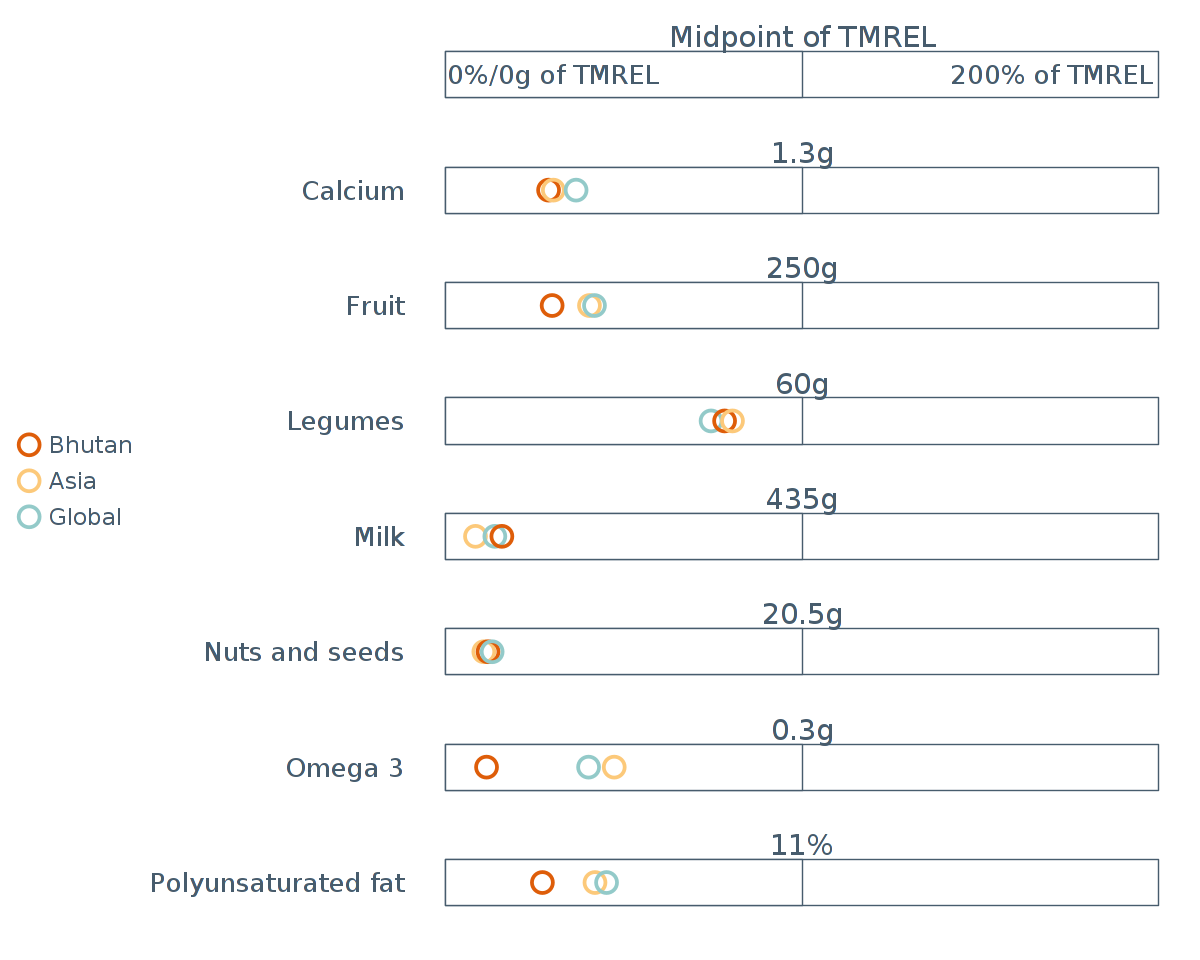 Midpoint of TMREL
0%/0g of TMREL
200% of TMREL
1.3g
Calcium
250g
Fruit
60g
Legumes
Bhutan
Asia
Global
435g
Milk
20.5g
Nuts and seeds
0.3g
Omega 3
11%
Polyunsaturated fat